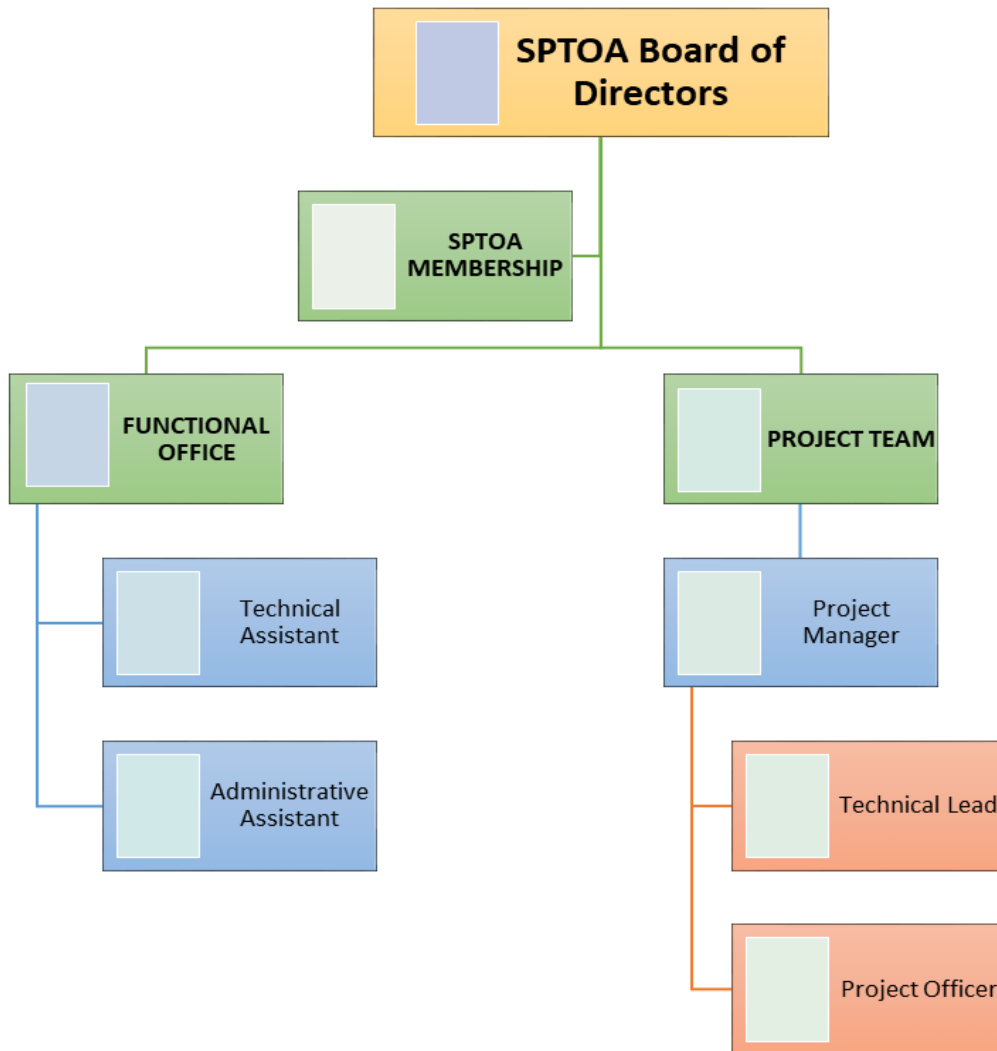 SPTOA Board of
Directors
SPTOA
MEMBERSHIP
FUNCTIONAL
OFFICE
PROJECT TEAM
Technical
Assistant
Project
Manager
Administrative
Assistant
Technical Lead
Project Officer